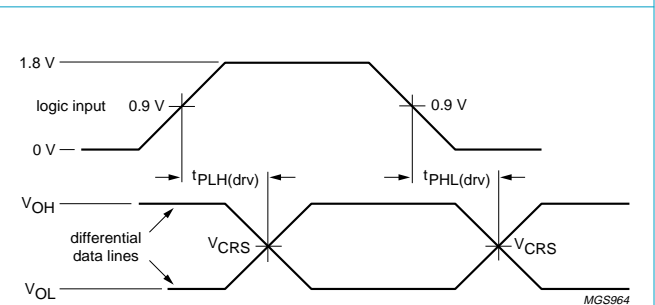 1.8 V
logic input 0.9 V 0.9 V
0 V
tPLH(drv) tPHL(drv)
VOH
differential
data lines
VCRS VCRS
VOL
MGS964